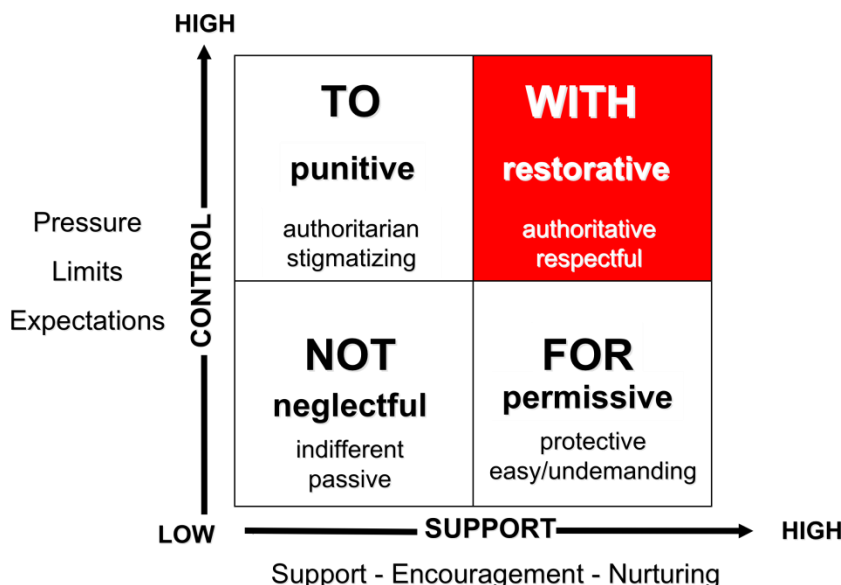 HIGH
TO
punitive
authoritarian
stigmatizing
WITH
restorative
authoritative
respectful
Pressure
Limits
Expectations
CONTROL
NOT
neglectful
indifferent
passive
FOR
permissive
protective
easy/undemanding
LOW
SUPPORT
HIGH
Support - Encouragement - Nurturing